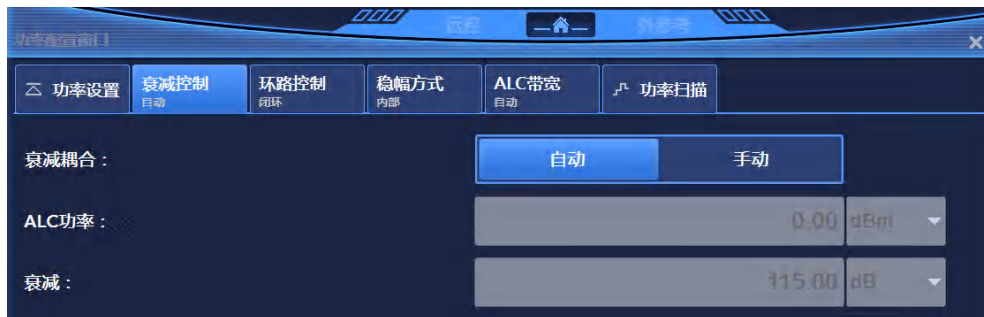 远程 外参考
功率配置窗口
功率设置 衰减控制 环路控制 稳幅方式 ALC带宽 功率扫描
自动 闭环 内部 自动
衰减耦合： 自动 手动
ALC功率： 0.00 dBm
衰减： 115.00 dB